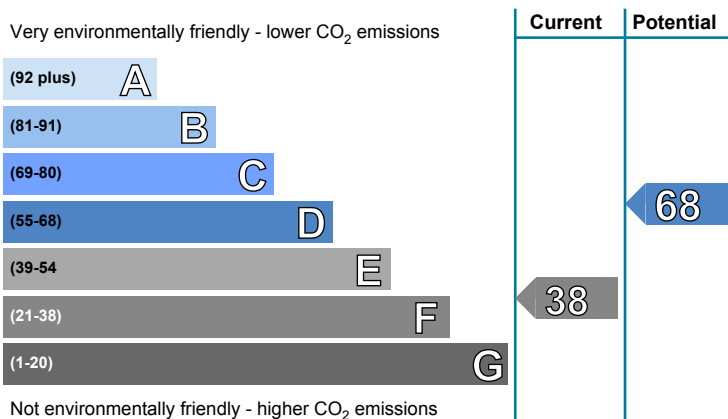 Current Potential
Very environmentally friendly - lower CO2 emissions
(92 plus) A
(81-91) B
(69-80) C
68
(55-68) D
(39-54 E
38
(21-38) F
(1-20) G
Not environmentally friendly - higher CO2 emissions